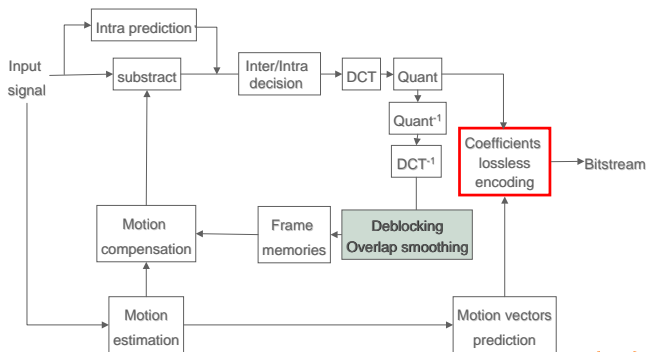 Intra prediction
Input
signal
substract
Inter/Intra
decision
DCT
Quant
Quant-1
DCT-1
Coefficients
lossless
encoding
Bitstream
Motion
compensation
Frame
memories
Deblocking
Overlap smoothing
Motion
estimation
Motion vectors
prediction